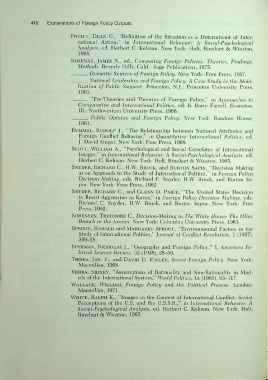 416 Explanations of Foreign Policy Outputs
PRUITT, DEAN G., "Definition of the Situation as a Determinant of Inter-
national Action," in International Behavior: A Social-Psychological
Analysis, ed. Herbert C. Kelman. New York: Holt, Rinehart & Winston,
1965.
ROSENAU, JAMES N., ed., Comparing Foreign Policies: Theories, Findings,
Methods. Beverly Hills, Calif.: Sage Publications, 1975.
Domestic Sources of Foreign Policy. New York: Free Press, 1967.
National Leadership and Foreign Policy: A Case Study in the Mobi-
lization of Public Support. Princeton, N.J.: Princeton University Press,
"Pre-Theories and Theories of Foreign Policy," in Approaches to
Comparative and International Politics, ed. R. Barry Farrell. Evanston,
Ill.: Northwestern University Press, 1966.
Public Opinion and Foreign Policy. New York: Random House,
1961.
RUMMEL, RUDOLF J., "The Relationship between National Attributes and
Foreign Conflict Behavior," in Quantitative International Politics, ed.
J. David Singer. New York: Free Press, 1968.
SCOTT, WILLIAM A., "Psychological and Social Correlates of International
Images," in International Behavior: A Social-Psychological Analysis, ed.
Herbert C. Kelman. New York: Holt, Rinehart & Winston, 1965.
SNYDER, RICHARD C., H.W. BRUCK, and BURTON SAPIN, "Decision Making
as an Approach to the Study of International Politics," in Foreign Policy
Decision Making, eds. Richard C. Snyder, H.W. Bruck, and Burton Sa-
pin. New York: Free Press, 1962.
SNYDER, RICHARD C., and GLENN D. PAIGE, "The United States Decision
to Resist Aggression in Korea," in Foreign Policy Decision Making, eds.
Richard C. Snyder, H.W. Bruck, and Burton Sapin. New York: Free
Press, 1962.
SORENSEN, THEODORE C., Decision-Making in The White House: The Olive
Branch or the Arrows. New York: Columbia University Press, 1963.
SPROUT, HAROLD and MARGARET SPROUT, "Environmental Factors in the
Study of International Politics," Journal of Conflict Resolution, 1 (1957),
309-28.
SPYKMAN, NICHOLAS J., "Geography and Foreign Policy," I, American Po-
litical Science Review, 32 (1938), 28-50.
TRISKA, JAN F., and DAVID D. FINLEY, Soviet Foreign Policy. New York:
Macmillan, 1968.
VERBA, SIDNEY, "Assumptions of Rationality and Non-Rationality in Mod-
els of the International System," World Politics, 14 (1961), 93-117.
WALLACE, WILLIAM, Foreign Policy and the Political Process. London:
Macmillan, 1971.
WHITE, RALPH K., "Images in the Context of International Conflict: Soviet
Perceptions of the U.S. and the U.S.S.R.," in International Behavior: A
Social-Psychological Analysis, ed. Herbert C. Kelman. New York: Holt,
Rinehart & Winston, 1965.